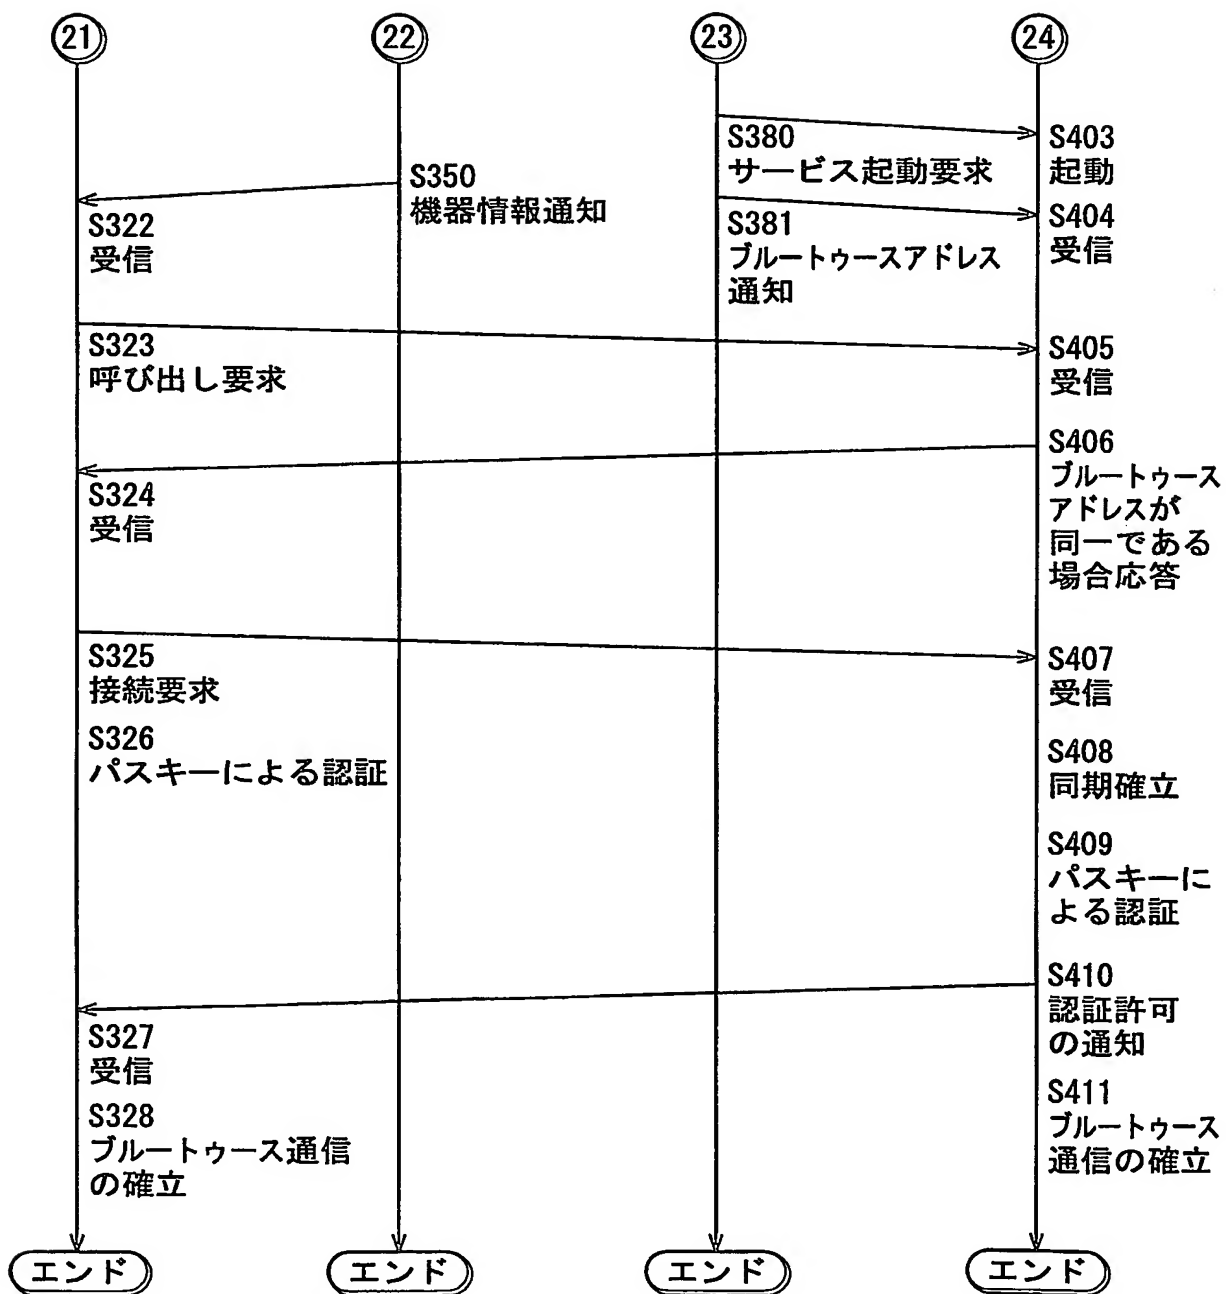 21
22
23
24
S380
サービス起動要求
S403
起動
S350
機器情報通知
S322
受信
S381
ブルートゥースアドレス
通知
S404
受信
S323
呼び出し要求
S405
受信
S406
ブルートゥース
アドレスが
同一である
場合応答
S324
受信
S325
接続要求
S407
受信
S326
パスキーによる認証
S408
同期確立
S409
パスキーに
よる認証
S410
認証許可
の通知
S327
受信
S328
ブルートゥース通信
の確立
S411
ブルートゥース
通信の確立
エンド
エンド
エンド
エンド